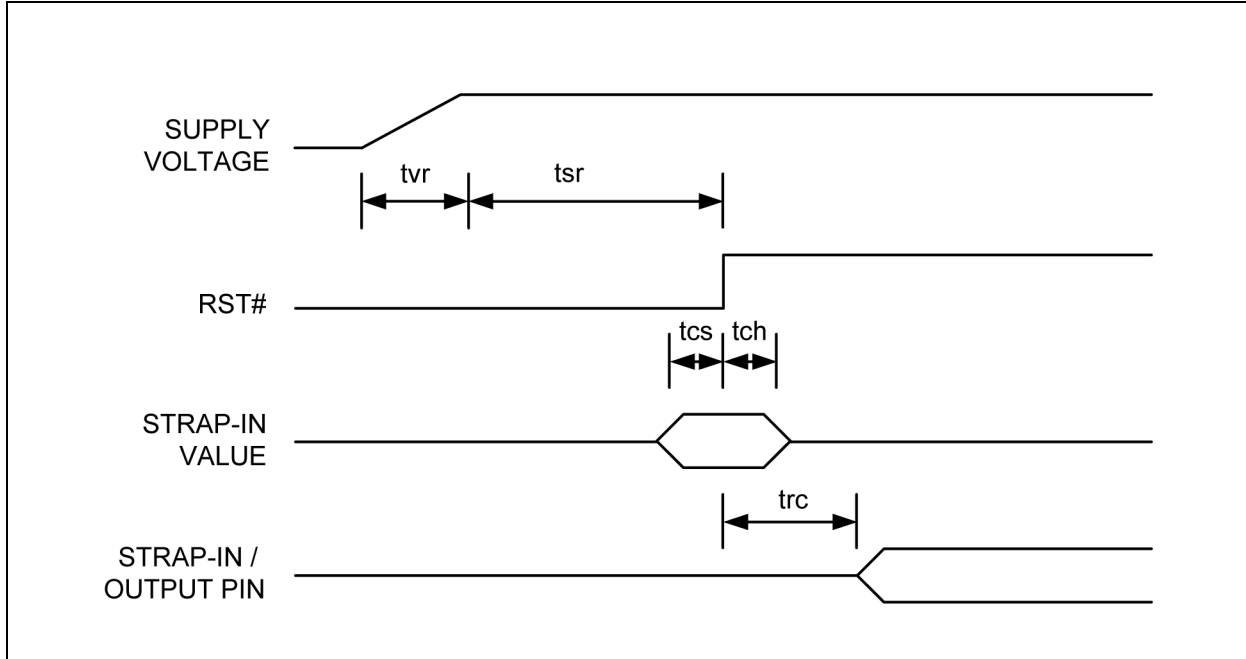 SUPPLY
VOLTAGE
tvr
tsr
RST#
tcs
tch
STRAP-IN
VALUE
trc
STRAP-IN /
OUTPUT PIN